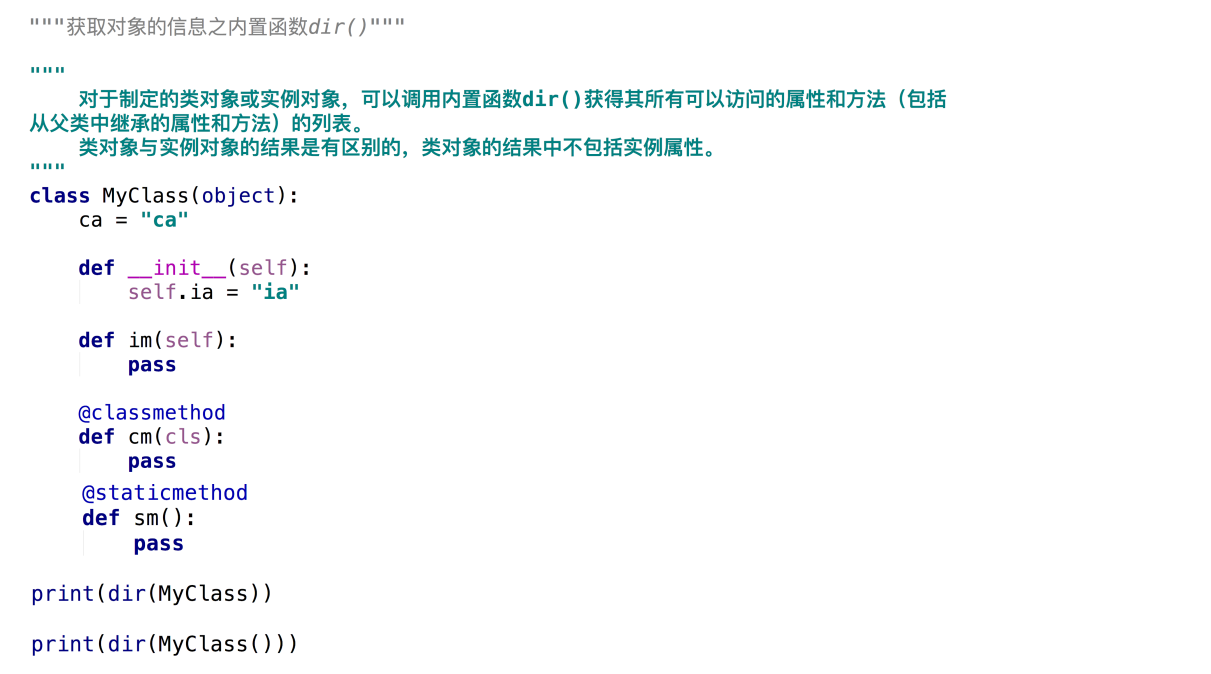 """获取对象的信息之内置函数dir()"""
"""
    对于制定的类对象或实例对象，可以调用内置函数dir()获得其所有可以访问的属性和方法（包括
从父类中继承的属性和方法）的列表。
    类对象与实例对象的结果是有区别的，类对象的结果中不包括实例属性。
"""
class MyClass(object):
    ca = "ca"
    def __init__(self):
        self.ia = "ia"
    def im(self):
        pass
    @classmethod
    def cm(cls):
        pass
    @staticmethod
    def sm():
        pass
print(dir(MyClass))
print(dir(MyClass()))